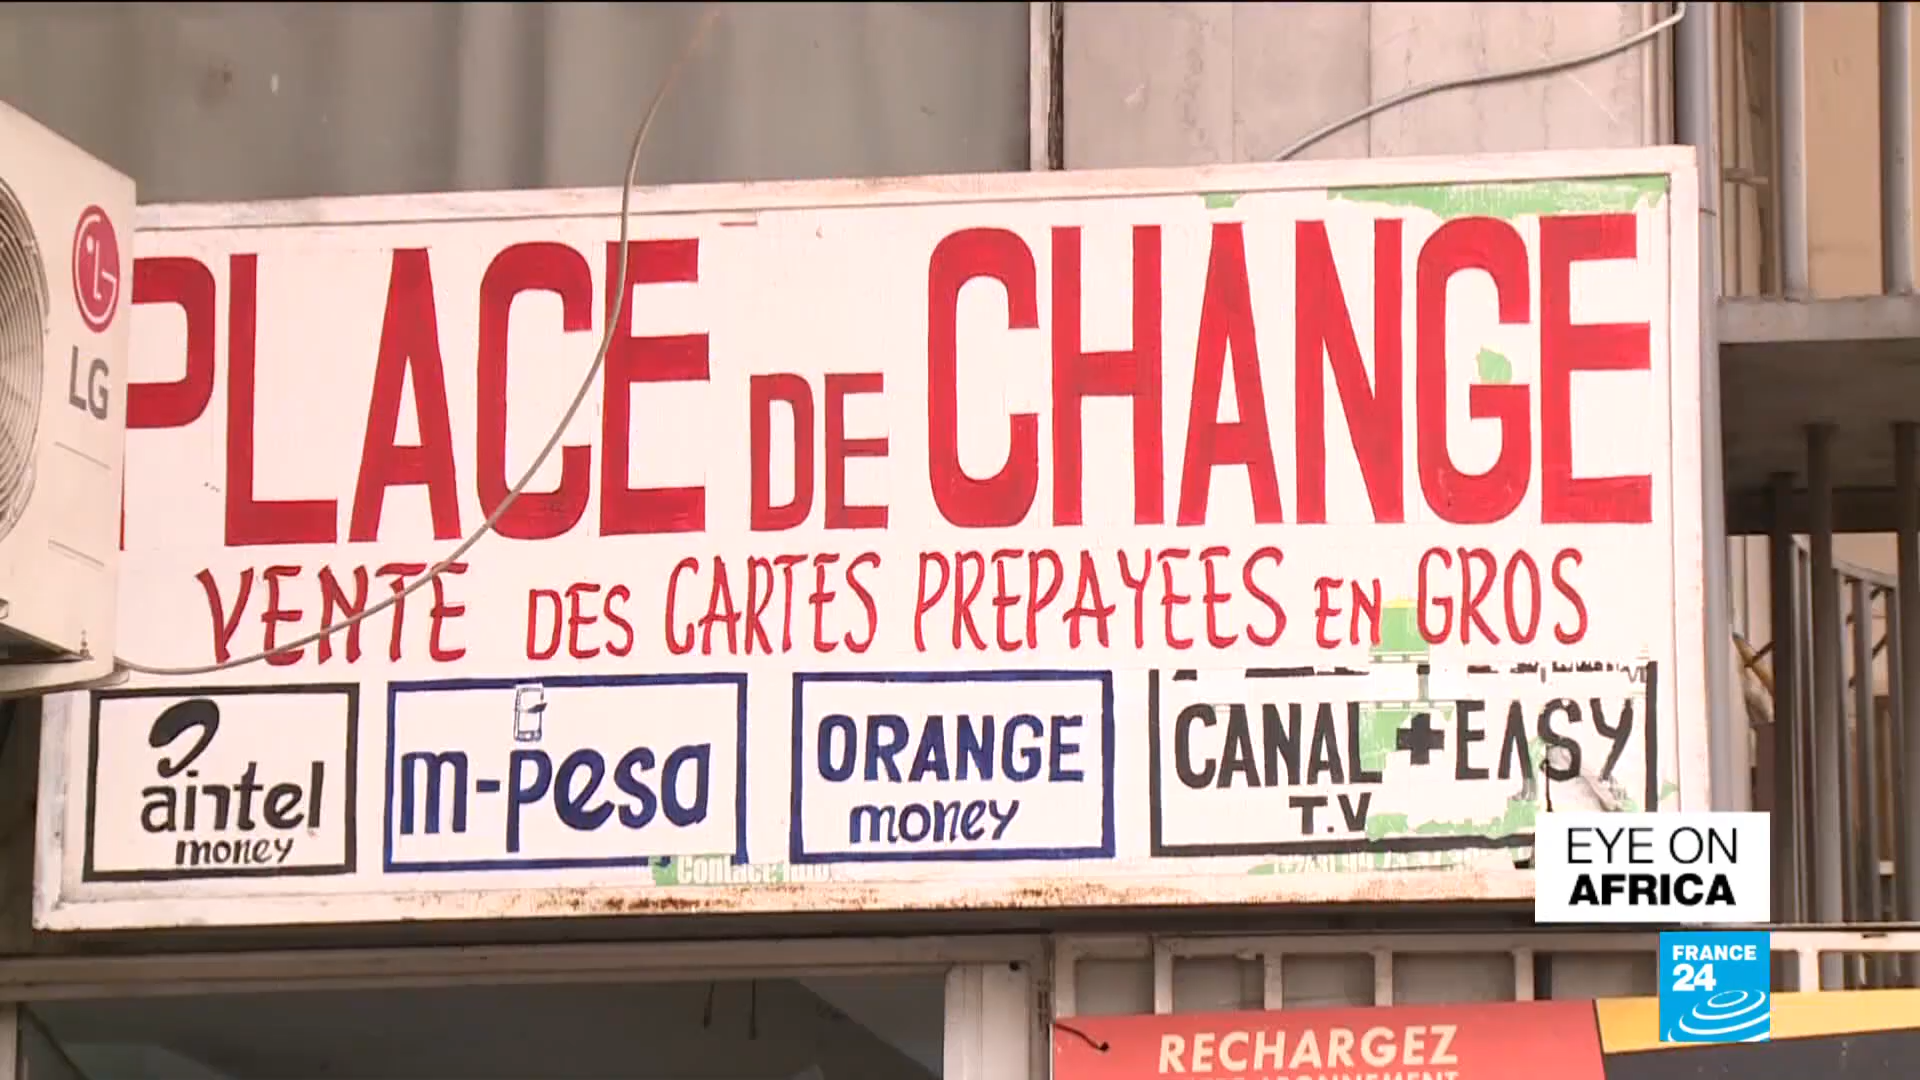 LG
PLACE DE CHANGE
VENTE DES CARTES PREPAYEES EN GROS
airtel
money
m-pesa
ORANGE
money
CANAL + EASY
T.V
EYE ON
AFRICA
FRANCE
24
RECHARGEZ
ABONNEMENT